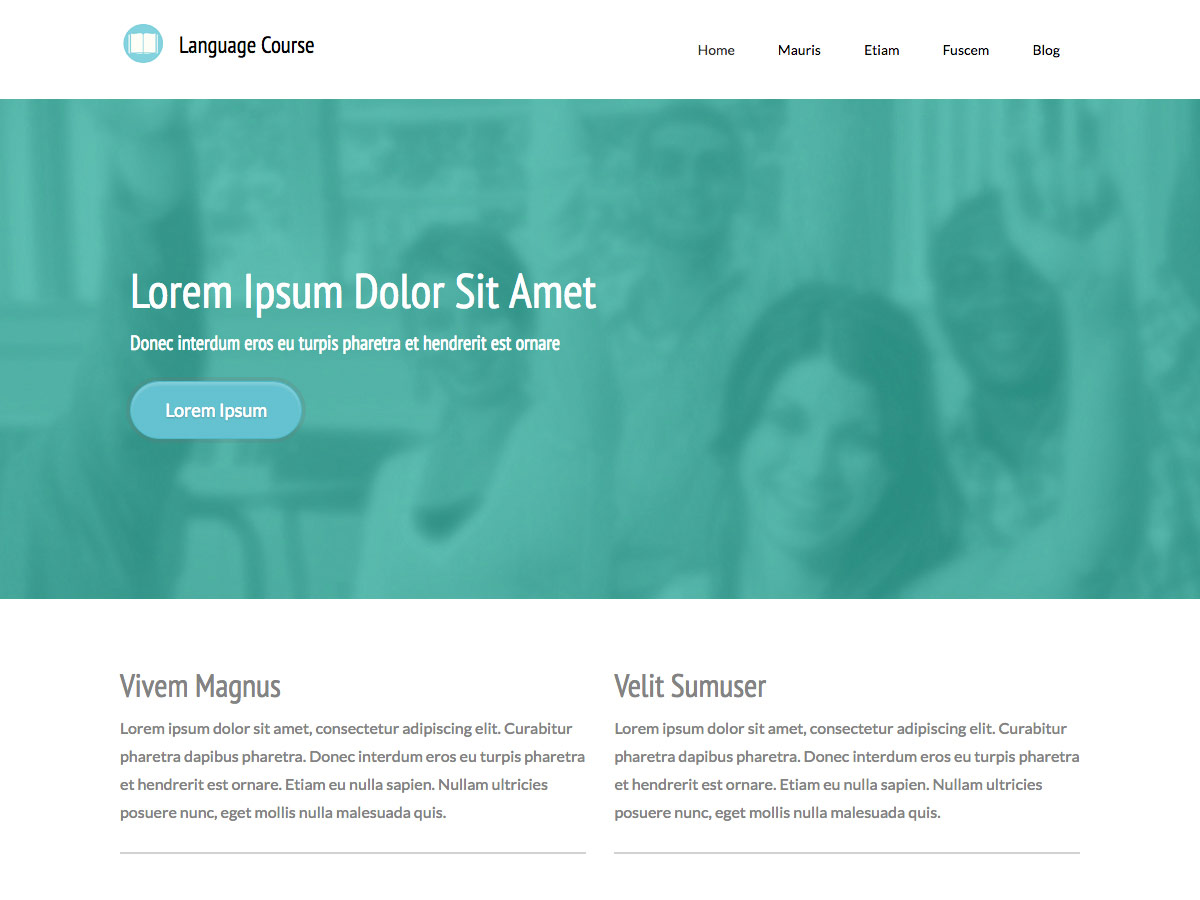 Language Course
Home Mauris Etiam Fuscem Blog
Lorem Ipsum Dolor Sit Amet
Donec interdum eros eu turpis pharetra et hendrerit est ornare
Lorem Ipsum
Vivem Magnus
Lorem ipsum dolor sit amet, consectetur adipiscing elit. Curabitur
pharetra dapibus pharetra. Donec interdum eros eu turpis pharetra
et hendrerit est ornare. Etiam eu nulla sapien. Nullam ultricies
posuere nunc, eget mollis nulla malesuada quis.
Velit Sumuser
Lorem ipsum dolor sit amet, consectetur adipiscing elit. Curabitur
pharetra dapibus pharetra. Donec interdum eros eu turpis pharetra
et hendrerit est ornare. Etiam eu nulla sapien. Nullam ultricies
posuere nunc, eget mollis nulla malesuada quis.